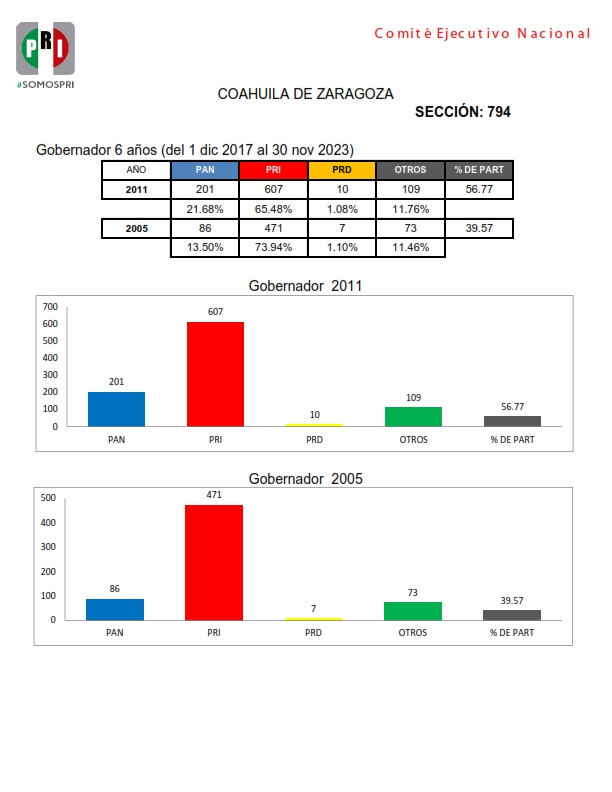 PRI
#SOMOSPRI
Comité Ejecutivo Nacional
COAHUILA DE ZARAGOZA
SECCIÓN: 794
Gobernador 6 años (del 1 dic 2017 al 30 nov 2023)
AÑO PAN PRI PRD OTROS % DE PART
2011 201 607 10 109 56.77
21.68% 65.48% 1.08% 11.76%
2005 86 471 7 73 39.57
13.50% 73.94% 1.10% 11.46%
Gobernador 2011
700
600
500
400
300
200
100
0
201
607
10
109
56.77
PAN PRI PRD OTROS % DE PART
Gobernador 2005
500
400
300
200
100
0
86
471
7
73
39.57
PAN PRI PRD OTROS % DE PART